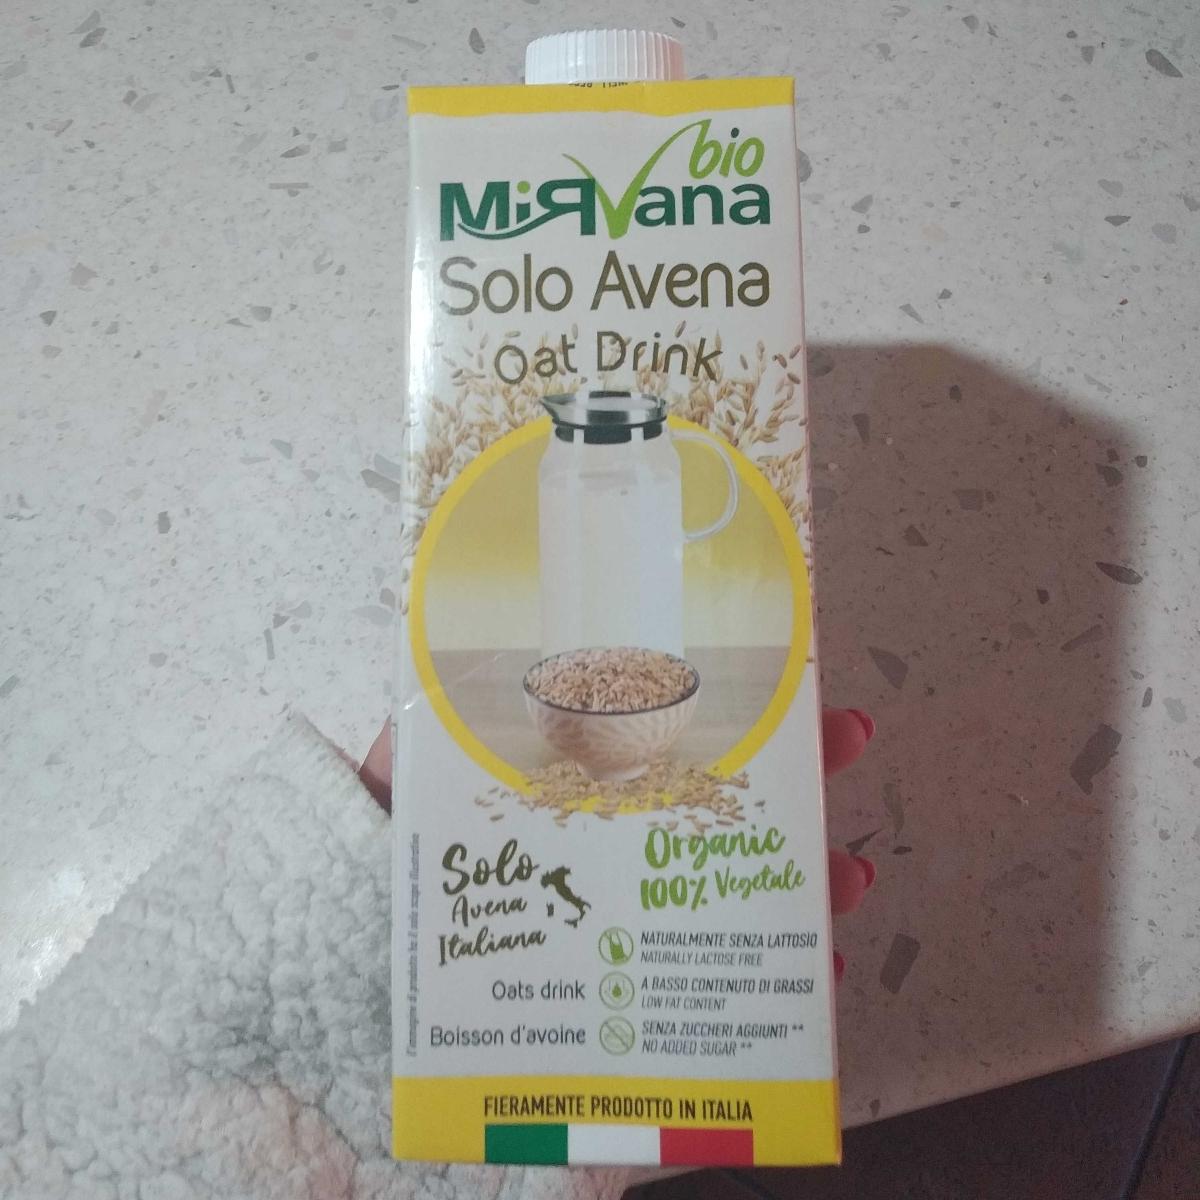 bio
MiRVana
Solo Avena
Oat Drink
Solo
Avena
Italiana
Organic
100% Vegetale
NATURALMENTE SENZA LATTOSIO
NATURALLY LACTOSE FREE
Oats drink
A BASSO CONTENUTO DI GRASSI
LOW FAT CONTENT
Boisson d'avoine
SENZA ZUCCHERI AGGIUNTI **
NO ADDED SUGAR **
FIERAMENTE PRODOTTO IN ITALIA